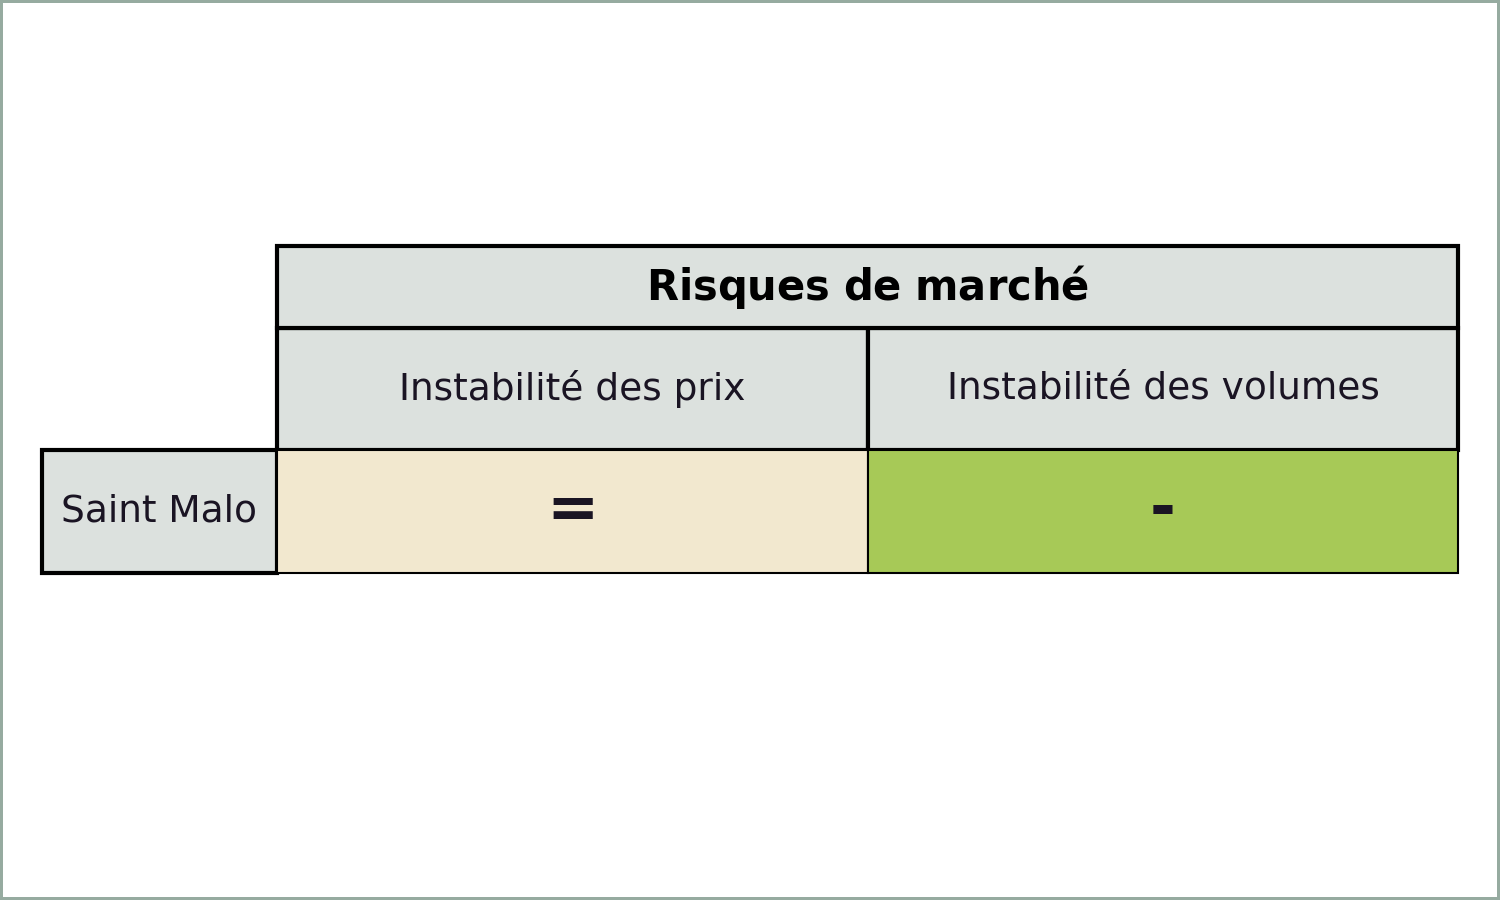 Risques de marché
Instabilité des prix
Instabilité des volumes
Saint Malo
=
-